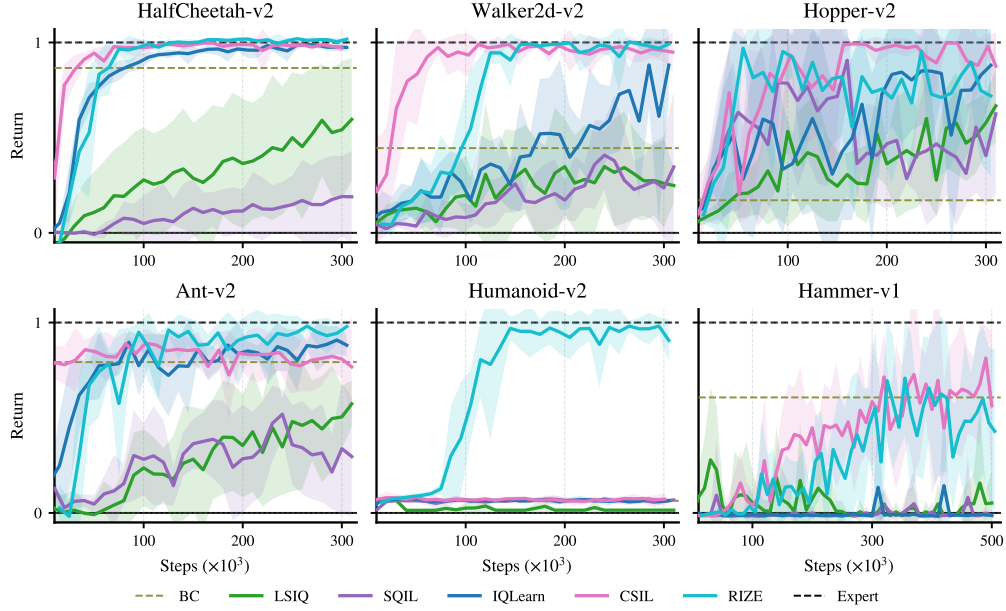 HalfCheetah-v2
Walker2d-v2
Hopper-v2
Return
1
0
100
200
300
100
200
300
100
200
300
Ant-v2
Humanoid-v2
Hammer-v1
Return
1
0
100
200
300
100
200
300
100
300
500
Steps (×10³)
Steps (×10³)
Steps (×10³)
BC
LSIQ
SQIL
IQLearn
CSIL
RIZE
Expert